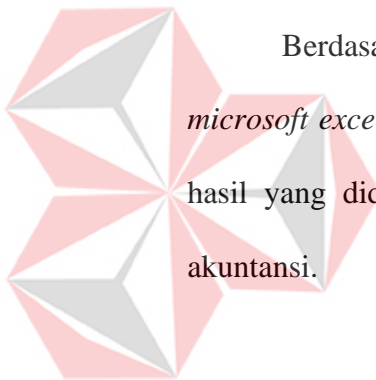 Berdasa
microsoft exce
hasil yang did
akuntansi.